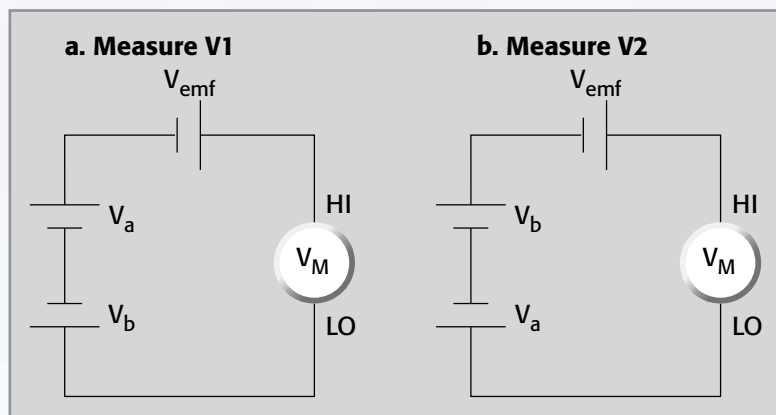 a. Measure V1
Vemf
Va
Vb
HI
VM
LO
b. Measure V2
Vemf
Vb
Va
HI
VM
LO